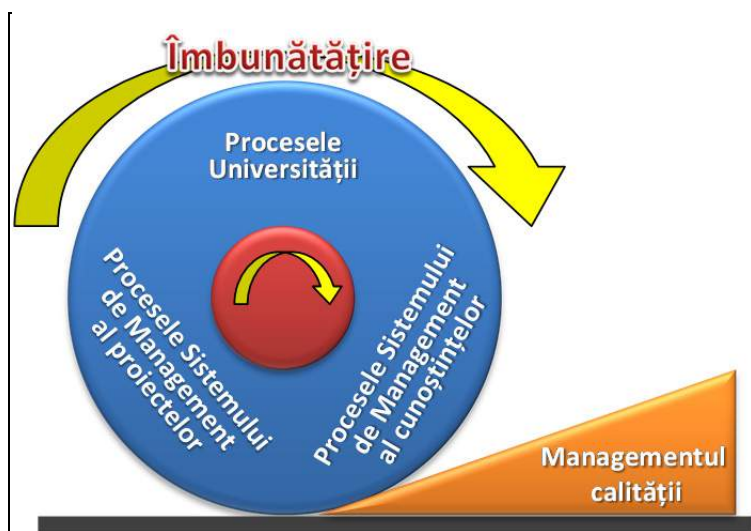 Îmbunătățire
Procesele
Universității
Procesele Sistemului
de Management
al proiectelor
Procesele Sistemului
de Management
al cunoștințelor
Managementul
calității